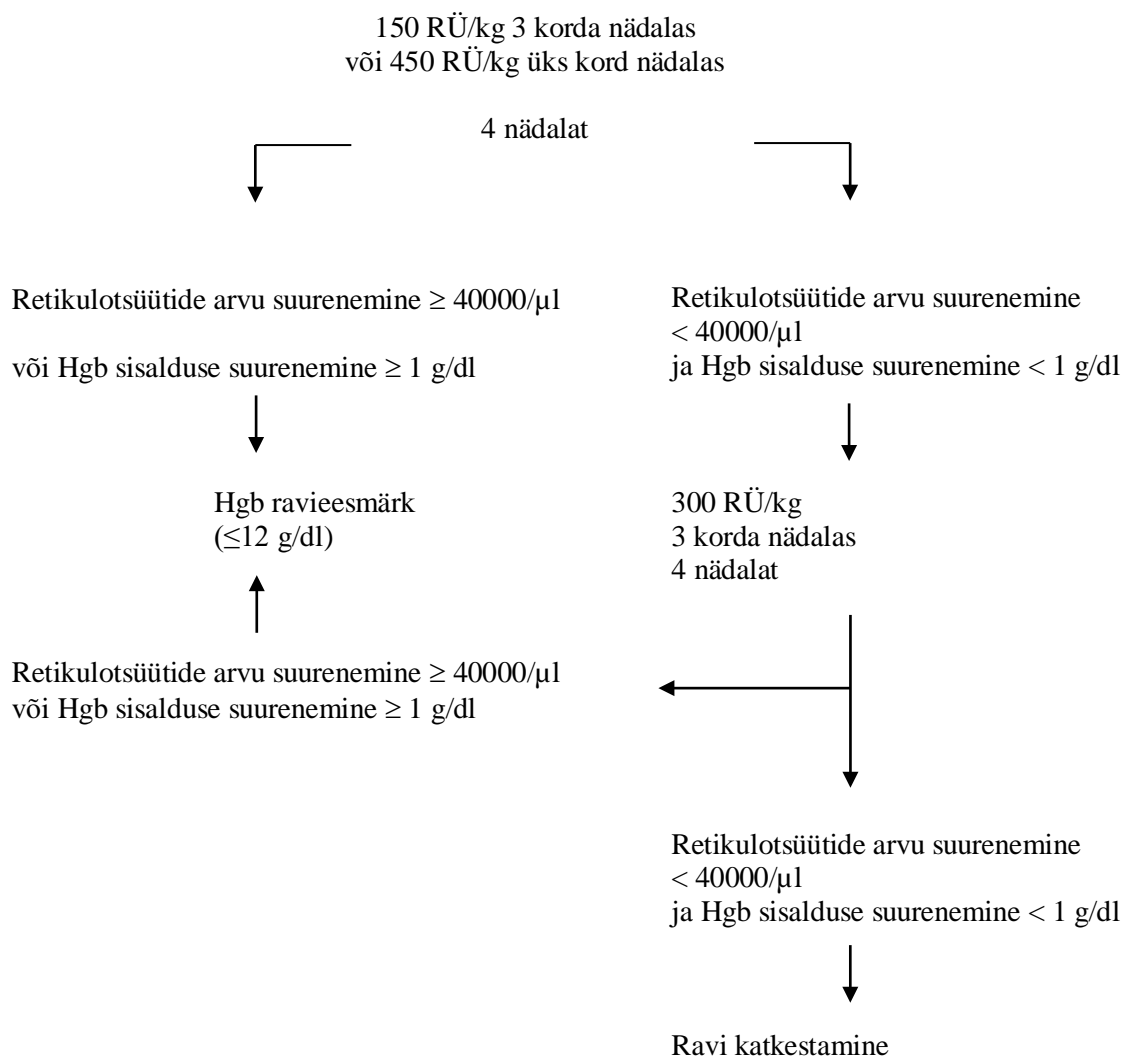 150 RÜ/kg 3 korda nädalas
või 450 RÜ/kg üks kord nädalas
4 nädalat
Retikulotsüütide arvu suurenemine ≥ 40000/µl
või Hgb sisalduse suurenemine ≥ 1 g/dl
Retikulotsüütide arvu suurenemine
< 40000/µl
ja Hgb sisalduse suurenemine < 1 g/dl
Hgb ravieesmärk
(≤12 g/dl)
300 RÜ/kg
3 korda nädalas
4 nädalat
Retikulotsüütide arvu suurenemine ≥ 40000/µl
või Hgb sisalduse suurenemine ≥ 1 g/dl
Retikulotsüütide arvu suurenemine
< 40000/µl
ja Hgb sisalduse suurenemine < 1 g/dl
Ravi katkestamine